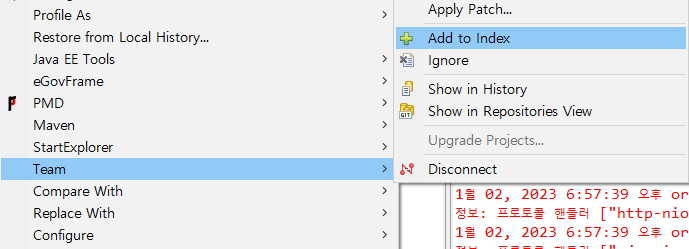 Profile As
Restore from Local History...
Java EE Tools
eGovFrame
PMD
Maven
StartExplorer
Team
Compare With
Replace With
Configure
Apply Patch...
Add to Index
Ignore
Show in History
GIT
Show in Repositories View
Upgrade Projects...
Disconnect
1월 02, 2023 6:57:39 오후 or
정보: 프로토콜 핸들러 ["http-nio
1월 02, 2023 6:57:39 오후 or